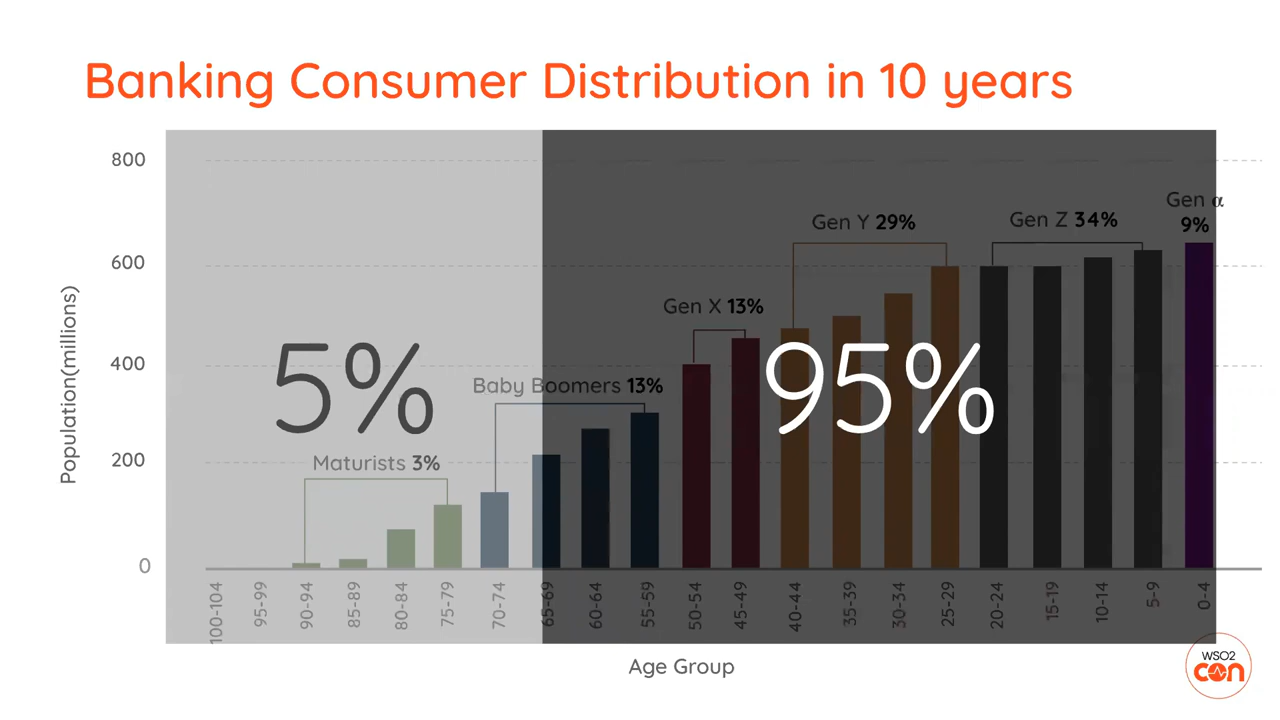 Banking Consumer Distribution in 10 years
Population(millions)
800
600
400
200
0
5%
95%
Maturists 3%
Baby Boomers 13%
Gen X 13%
Gen Y 29%
Gen Z 34%
Gen α
9%
100-104
95-99
90-94
85-89
80-84
75-79
70-74
65-69
60-64
55-59
50-54
45-49
40-44
35-39
30-34
25-29
20-24
15-19
10-14
5-9
0-4
Age Group
WSO2
con